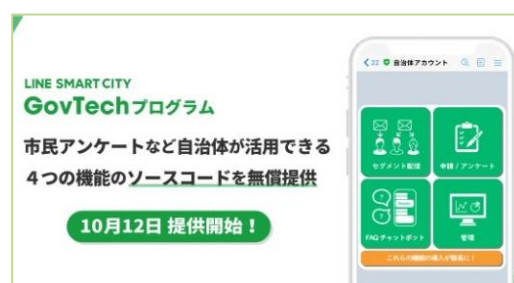 LINE SMART CITY
GovTechプログラム
市民アンケートなど自治体が活用できる
4つの機能のソースコードを無償提供
10月12日 提供開始！
22 自治体アカウント
セグメント配信
申請 / アンケート
FAQチャットボット
管理
これらの機能の導入が簡易に！